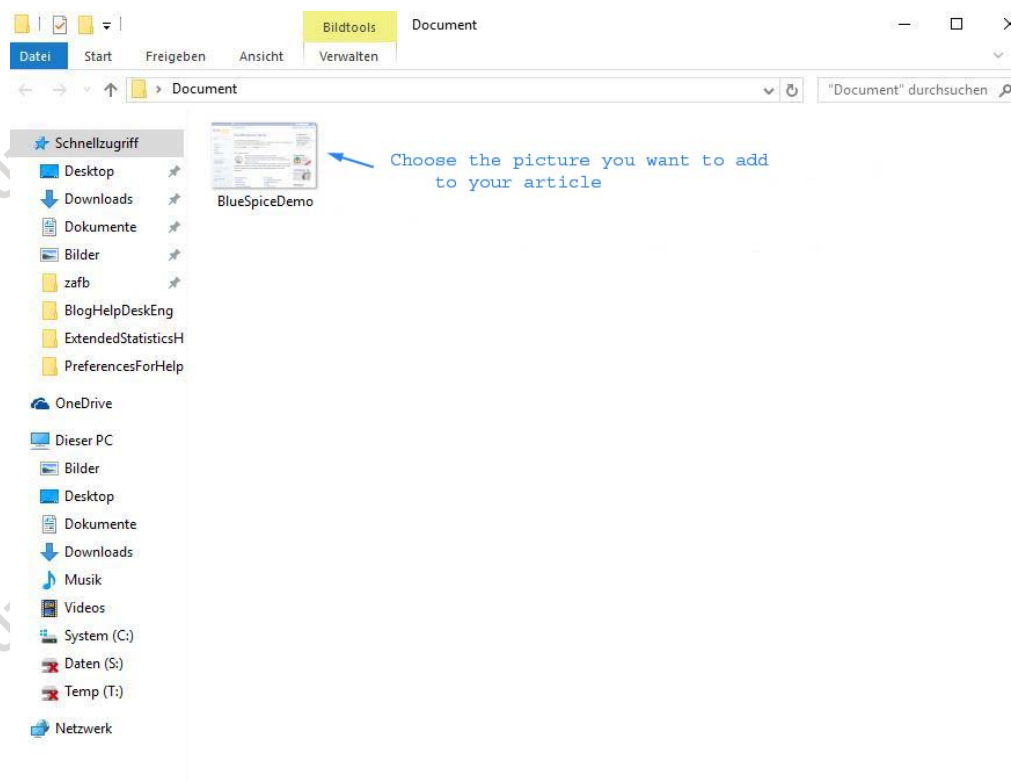 Bildtools
Document
Datei
Start
Freigeben
Ansicht
Verwalten
Document
"Document" durchsuchen
Schnellzugriff
Desktop
Downloads
Dokumente
Bilder
zafb
BlogHelpDeskEng
ExtendedStatisticsH
PreferencesForHelp
OneDrive
Dieser PC
Bilder
Desktop
Dokumente
Downloads
Musik
Videos
System (C:)
Daten (S:)
Temp (T:)
Netzwerk
BlueSpiceDemo
Choose the picture you want to add
to your article